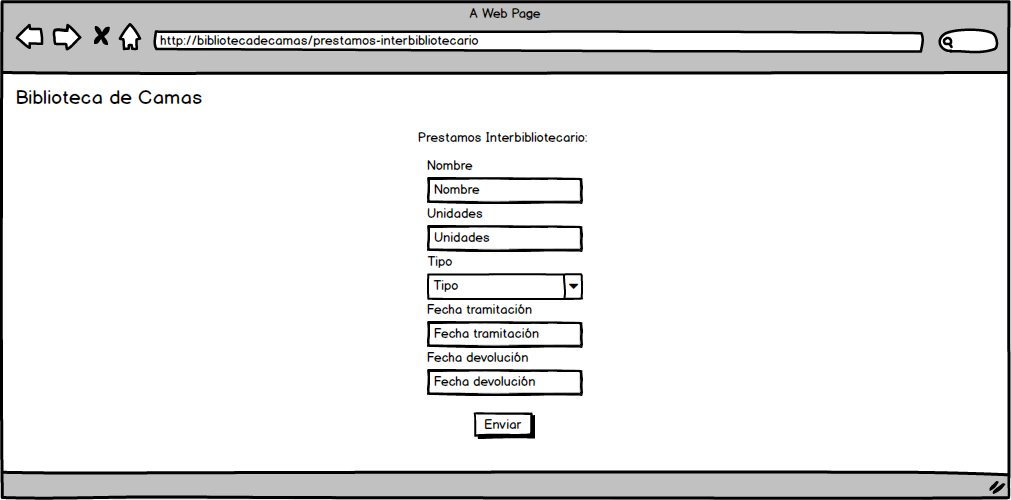 A Web Page
http://bibliotecadecamas/prestamos-interbibliotecario
Biblioteca de Camas
Prestamos Interbibliotecario:
Nombre
Nombre
Unidades
Unidades
Tipo
Tipo
Fecha tramitación
Fecha tramitación
Fecha devolución
Fecha devolución
Enviar